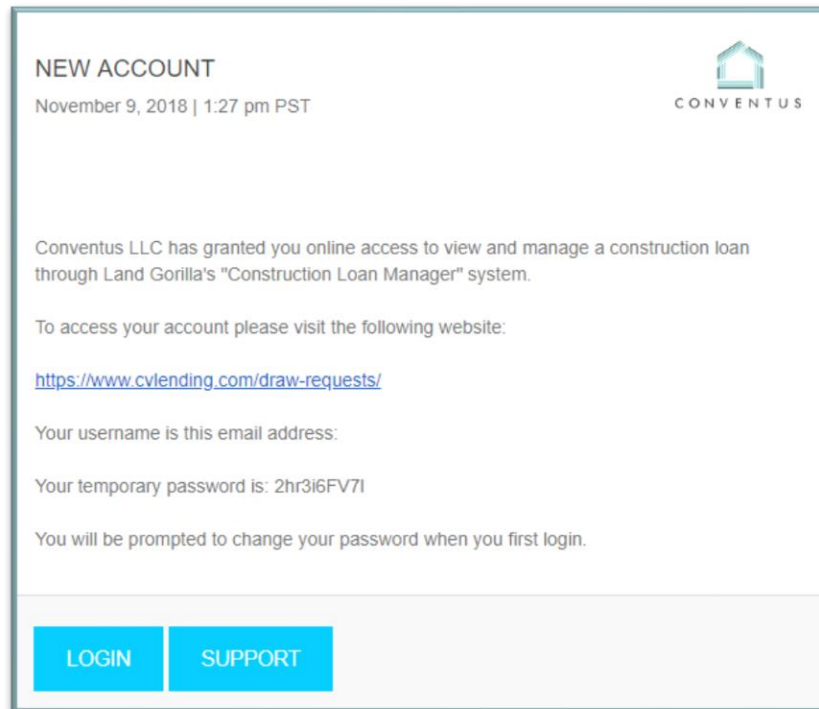 NEW ACCOUNT
November 9, 2018 | 1:27 pm PST
CONVENTUS
Conventus LLC has granted you online access to view and manage a construction loan
through Land Gorilla's "Construction Loan Manager" system.
To access your account please visit the following website:
https://www.cvlending.com/draw-requests/
Your username is this email address:
Your temporary password is: 2hr3i6FV7I
You will be prompted to change your password when you first login.
LOGIN SUPPORT